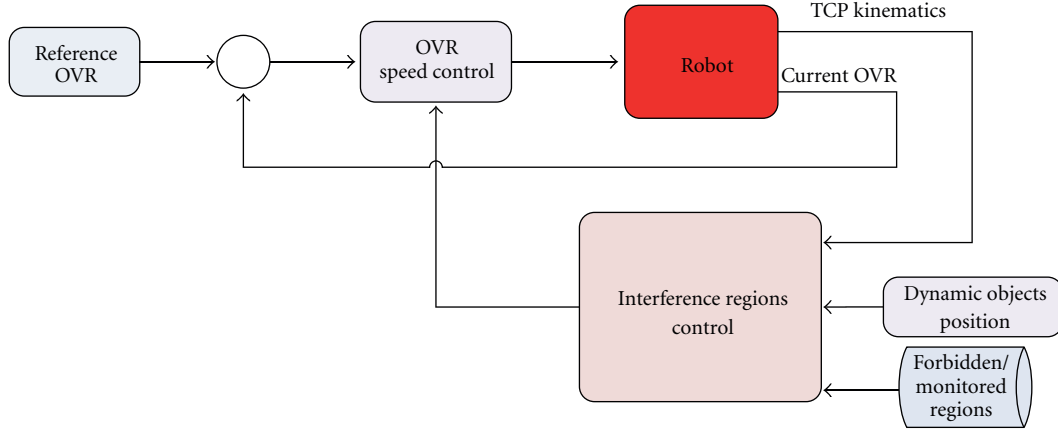 TCP kinematics
Reference
OVR
OVR
speed control
Robot
Current OVR
Interference regions
control
Dynamic objects
position
Forbidden/
monitored
regions